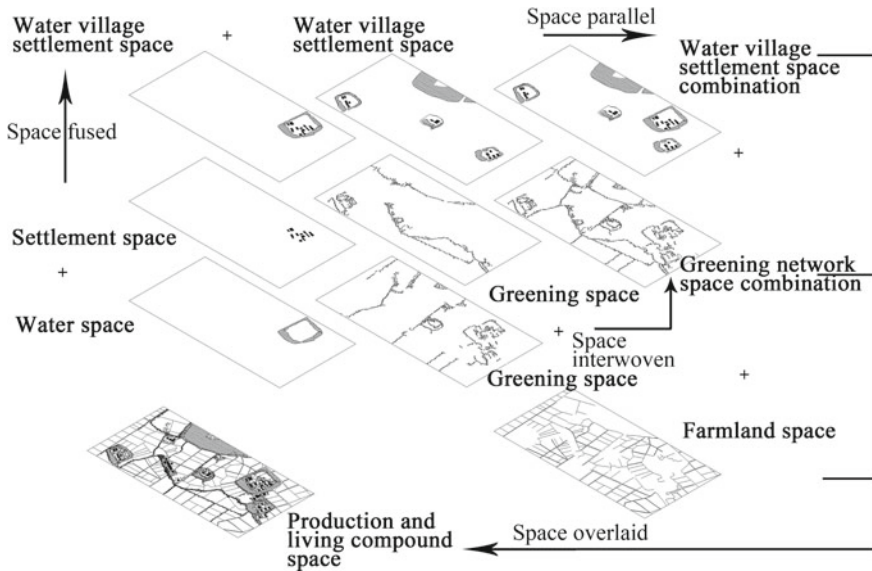 Water village
settlement space
+
Water village
settlement space
Space parallel
Water village
settlement space
combination
Space fused
+
Settlement space
+
Water space
Greening space
Greening network
space combination
+
Space
interwoven
Greening space
+
Farmland space
Production and
living compound
space
Space overlaid